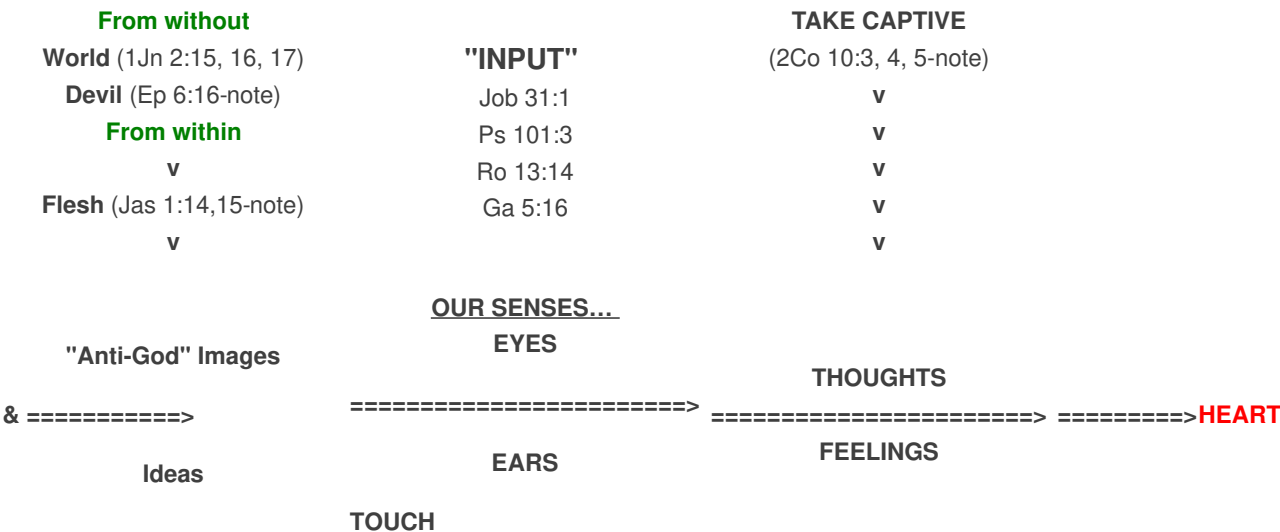 From without
World (1Jn 2:15, 16, 17)
Devil (Ep 6:16-note)
From within
v
Flesh (Jas 1:14,15-note)
v
"INPUT"
Job 31:1
Ps 101:3
Ro 13:14
Ga 5:16
TAKE CAPTIVE
(2Co 10:3, 4, 5-note)
v
v
v
v
v
"Anti-God" Images
& ===========>
Ideas
OUR SENSES…
EYES
========================>
EARS
TOUCH
THOUGHTS
=======================>
FEELINGS
=========>HEART